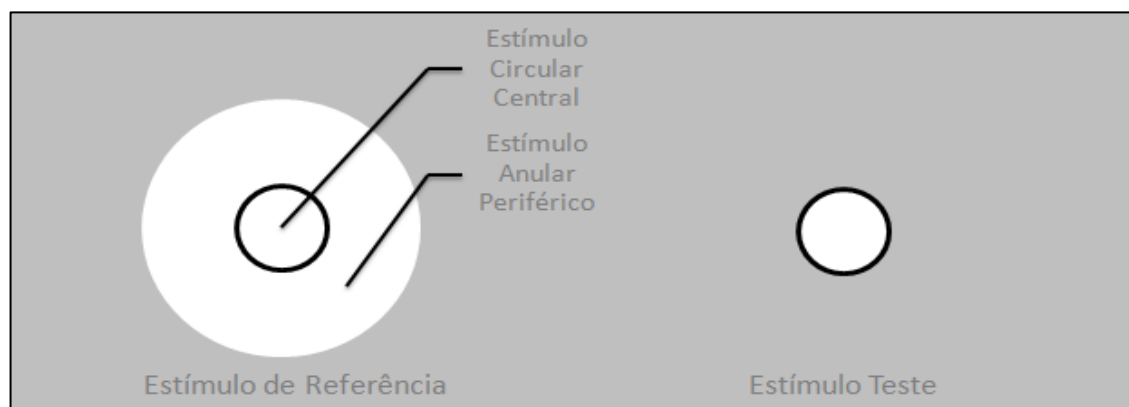 Estímulo
Circular
Central
Estímulo
Anular
Periférico
Estímulo de Referência
Estímulo Teste